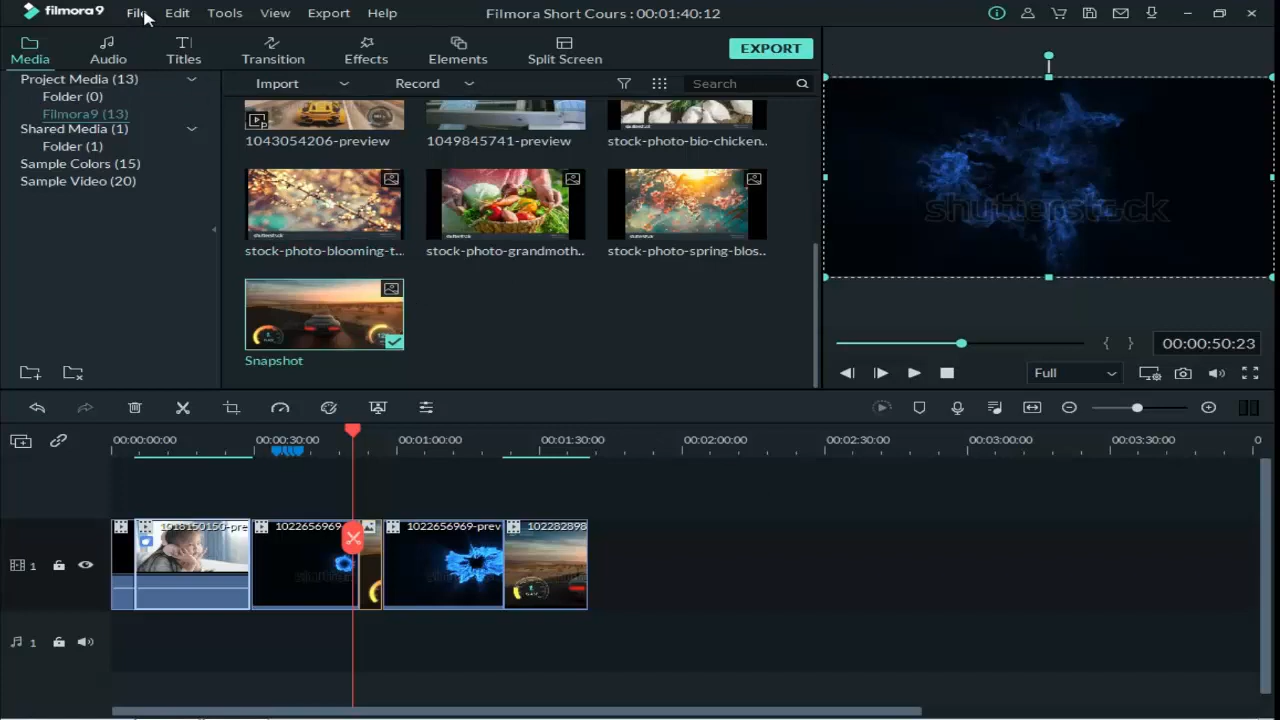 filmora9 File Edit Tools View Export Help Filmora Short Cours : 00:01:40:12
Media Audio Titles Transition Effects Elements Split Screen EXPORT
Project Media (13)
Folder (0)
Filmora9 (13)
Shared Media (1)
Folder (1)
Sample Colors (15)
Sample Video (20)
Import Record Search
1043054206-preview 1049845741-preview stock-photo-bio-chicken..
stock-photo-blooming-t... stock-photo-grandmoth.. stock-photo-spring-blos..
Snapshot
shutterstock
00:00:50:23
Full
00:00:00:00 00:00:30:00 00:01:00:00 00:01:30:00 00:02:00:00 00:02:30:00 00:03:00:00 00:03:30:00 0
1018150150-pre 1022656969 1022656969-prev 102282898
1
1